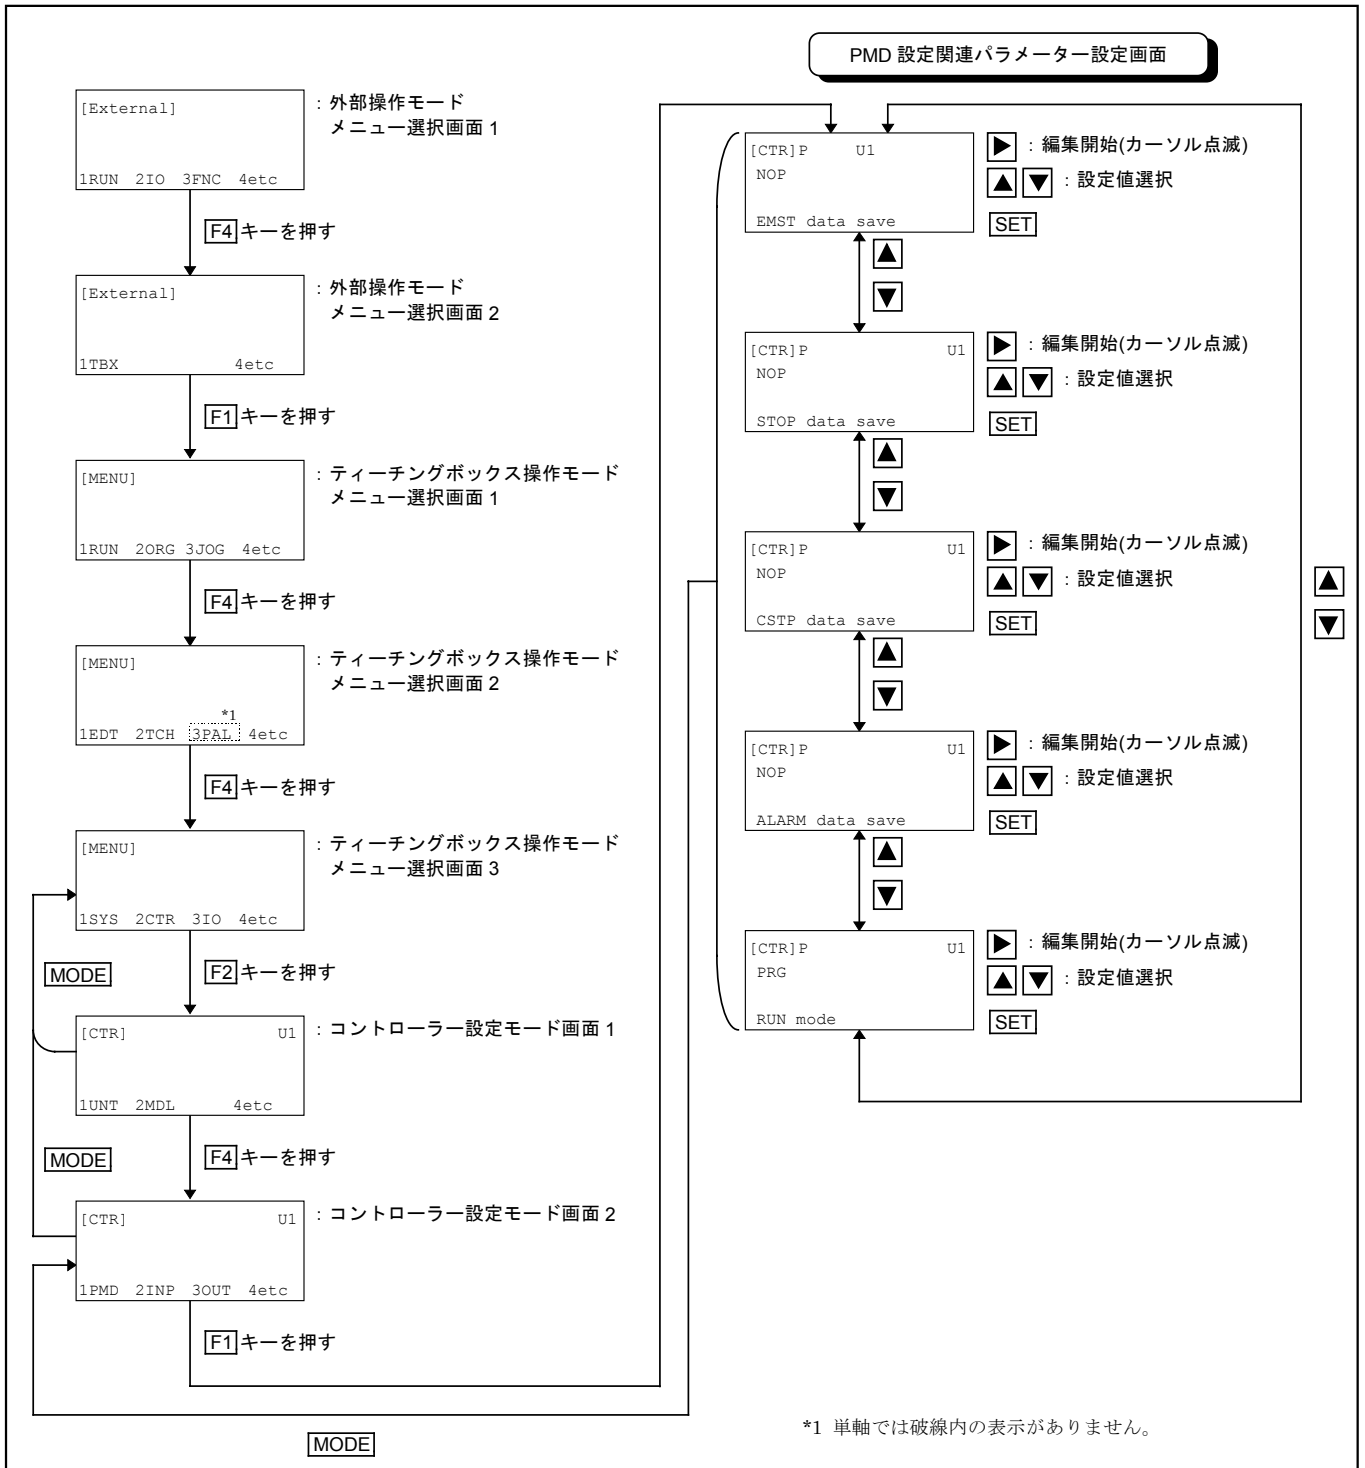 PMD 設定関連パラメーター設定画面
[External]
1RUN 2IO 3FNC 4etc
：外部操作モード
メニュー選択画面 1
F4 キーを押す
[External]
1TBX 4etc
：外部操作モード
メニュー選択画面 2
F1 キーを押す
[MENU]
1RUN 2ORG 3JOG 4etc
：ティーチングボックス操作モード
メニュー選択画面 1
F4 キーを押す
[MENU]
*1
1EDT 2TCH 3PAL 4etc
：ティーチングボックス操作モード
メニュー選択画面 2
F4 キーを押す
[MENU]
1SYS 2CTR 3IO 4etc
：ティーチングボックス操作モード
メニュー選択画面 3
MODE
F2 キーを押す
[CTR] U1
1UNT 2MDL 4etc
：コントローラー設定モード画面 1
MODE
F4 キーを押す
[CTR] U1
1PMD 2INP 3OUT 4etc
：コントローラー設定モード画面 2
F1 キーを押す
MODE
[CTR]P U1
NOP
EMST data save
▶ ：編集開始(カーソル点滅)
▲ ▼ ：設定値選択
SET
▲
▼
[CTR]P U1
NOP
STOP data save
▶ ：編集開始(カーソル点滅)
▲ ▼ ：設定値選択
SET
▲
▼
[CTR]P U1
NOP
CSTP data save
▶ ：編集開始(カーソル点滅)
▲ ▼ ：設定値選択
SET
▲
▼
[CTR]P U1
NOP
ALARM data save
▶ ：編集開始(カーソル点滅)
▲ ▼ ：設定値選択
SET
▲
▼
[CTR]P U1
PRG
RUN mode
▶ ：編集開始(カーソル点滅)
▲ ▼ ：設定値選択
SET
▲
▼
*1 単軸では破線内の表示がありません。